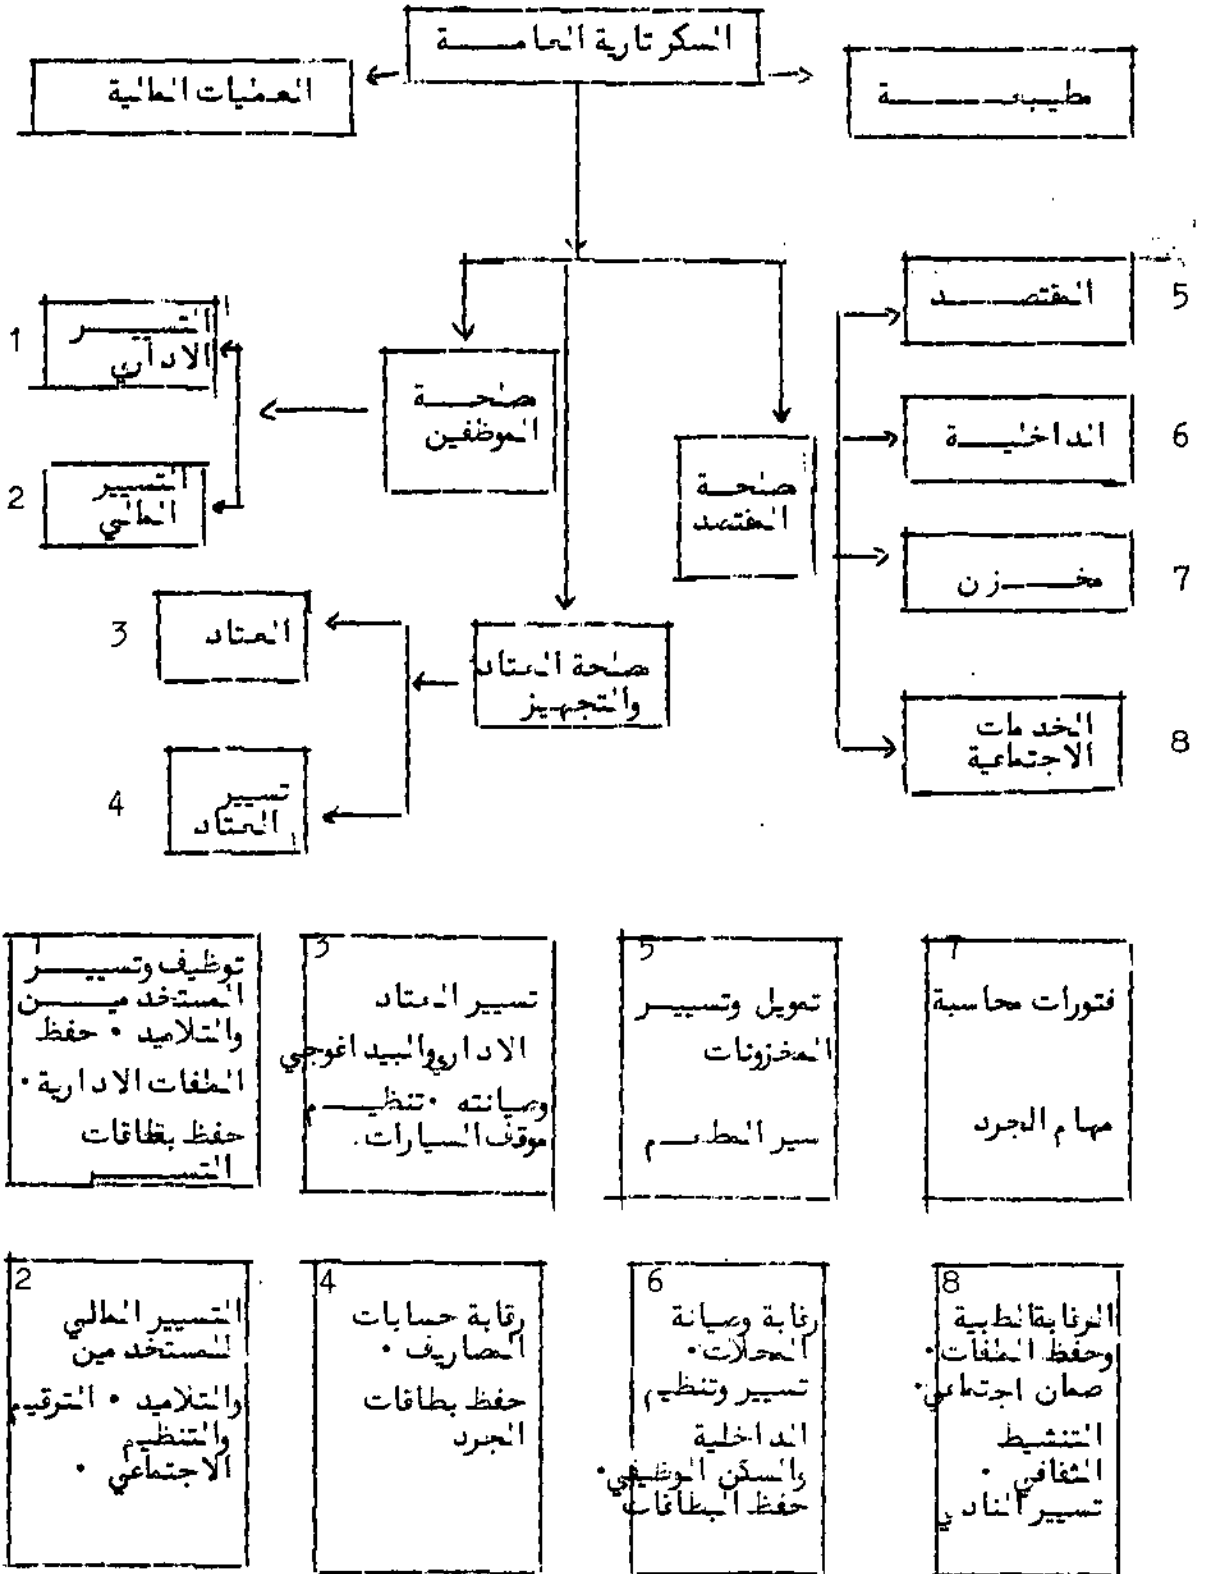 السكرتارية العامة
العمليات المالية
مطبعة
المقتصد
5
التسيير
الاداري
1
مصلحة
الموظفين
الداخلية
6
مصلحة
المقتصد
التسيير
المالي
2
مخزن
7
العتاد
3
مصلحة العتاد
والتجهيز
الخدمات
الاجتماعية
8
تسيير
العتاد
4
1
توظيف وتسيير
المستخدمين
والتلاميد • حفظ
الملفات الادارية •
حفظ بطاقات
3
تسيير العتاد
الاداري والبيداغوجي
وصيانته • تنظيم
موقف السيارات .
5
تمويل وتسيير
المخزونات
سير المطعم
7
فتورات محاسبة
مهام الجرد
2
التسيير المالي
للمستخدمين
والتلاميد • الترقيم
والتنظيم
الاجتماعي •
4
رقابة حسابات
المصاريف •
حفظ بطاقات
الجرد
6
رقابة وصيانة
المحلات •
تسيير وتنظيم
الداخلية
والسكن الوظيفي •
حفظ البطاقات
8
الرقابة الطبية
وحفظ الملفات •
ضمان اجتماعي •
التنشيط
الثقافي •
تسيير النادي